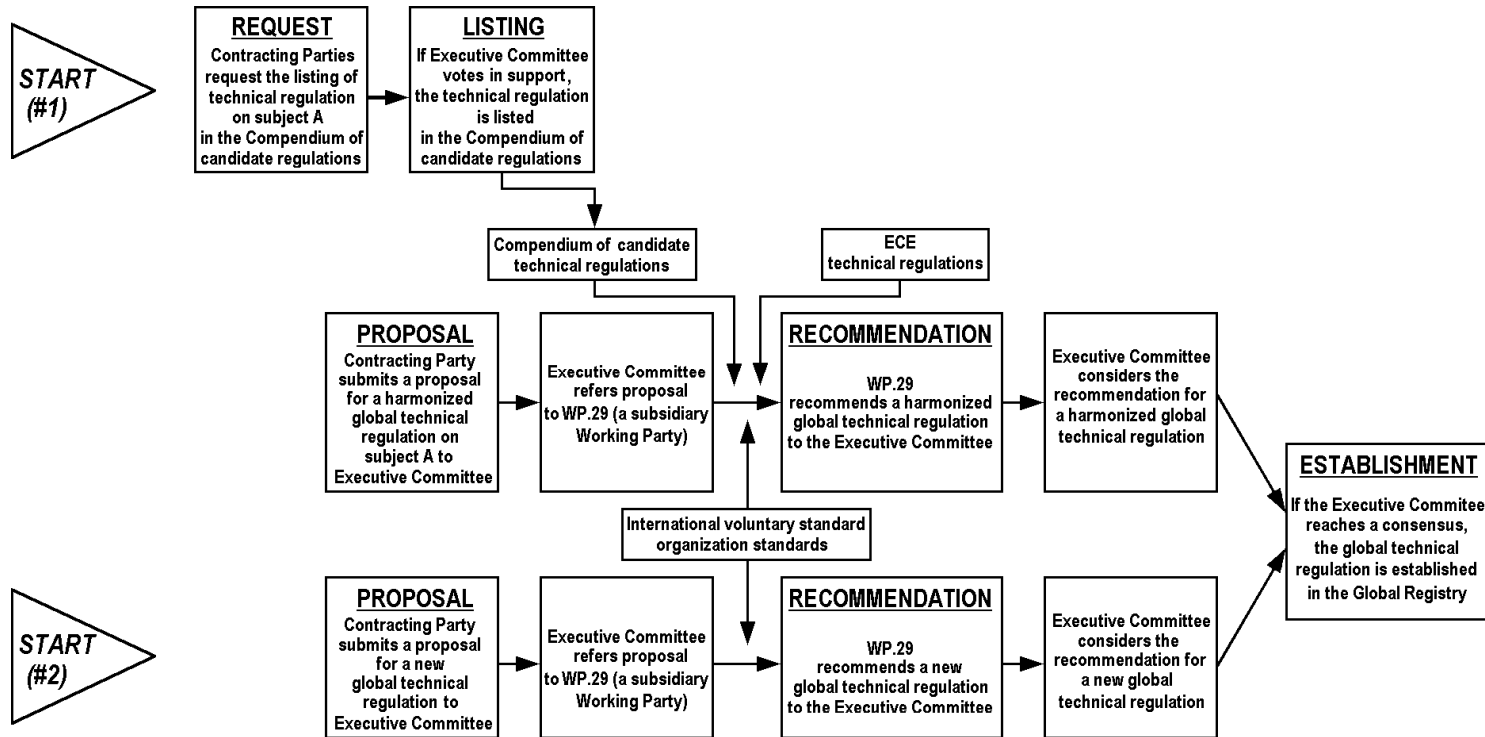 START
(#1)
REQUEST
Contracting Parties
request the listing of
technical regulation
on subject A
in the Compendium of
candidate regulations
LISTING
If Executive Committee
votes in support,
the technical regulation
is listed
in the Compendium of
candidate regulations
Compendium of candidate
technical regulations
ECE
technical regulations
PROPOSAL
Contracting Party
submits a proposal
for a harmonized
global technical
regulation on
subject A to
Executive Committee
Executive Committee
refers proposal
to WP.29 (a subsidiary
Working Party)
RECOMMENDATION
WP.29
recommends a harmonized
global technical regulation
to the Executive Committee
Executive Committee
considers the
recommendation for
a harmonized global
technical regulation
ESTABLISHMENT
If the Executive Commitee
reaches a consensus,
the global technical
regulation is established
in the Global Registry
International voluntary standard
organization standards
START
(#2)
PROPOSAL
Contracting Party
submits a proposal
for a new
global technical
regulation to
Executive Committee
Executive Committee
refers proposal
to WP.29 (a subsidiary
Working Party)
RECOMMENDATION
WP.29
recommends a new
global technical regulation
to the Executive Committee
Executive Committee
considers the
recommendation for
a new global
technical regulation